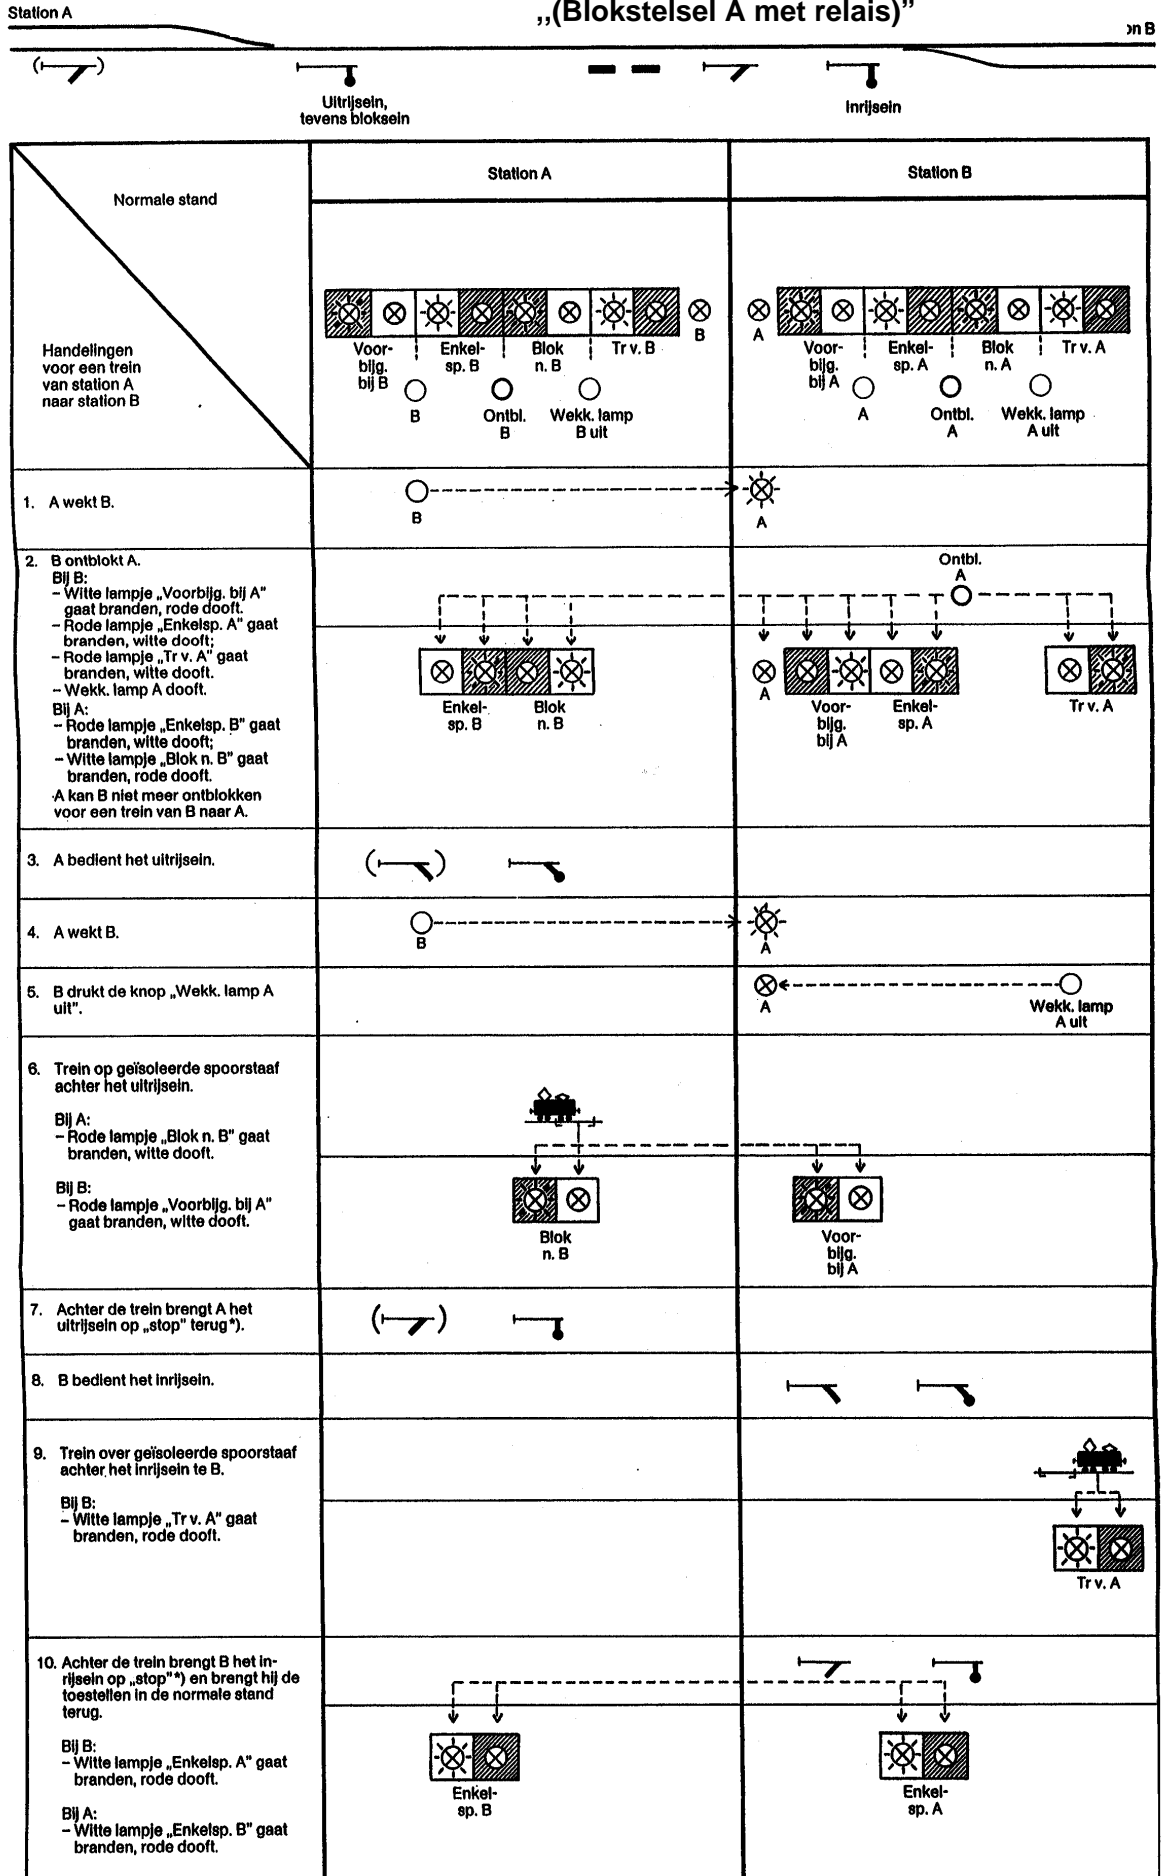 Station A
,,(Blokstelsel A met relais)”
on B
Uitrijsein,
tevens bloksein
Inrijsein
Normale stand
Handelingen
voor een trein
van station A
naar station B
Station A
Station B
Voor-
bijg.
bij B
Enkel-
sp. B
Blok
n. B
Tr v. B
B
B
Ontbl.
B
Wekk. lamp
B uit
A
Voor-
bijg.
bij A
Enkel-
sp. A
Blok
n. A
Tr v. A
A
Ontbl.
A
Wekk. lamp
A uit
1. A wekt B.
B
A
2. B ontblokt A.
Bij B:
– Witte lampje „Voorbijg. bij A”
gaat branden, rode dooft.
– Rode lampje „Enkelsp. A” gaat
branden, witte dooft;
– Rode lampje „Tr v. A” gaat
branden, witte dooft.
– Wekk. lamp A dooft.
Bij A:
– Rode lampje „Enkelsp. B” gaat
branden, witte dooft;
– Witte lampje „Blok n. B” gaat
branden, rode dooft.
A kan B niet meer ontblokken
voor een trein van B naar A.
Ontbl.
A
Enkel-
sp. B
Blok
n. B
A
Voor-
bijg.
bij A
Enkel-
sp. A
Tr v. A
3. A bedient het uitrijsein.
4. A wekt B.
B
A
5. B drukt de knop „Wekk. lamp A
uit”.
A
Wekk. lamp
A uit
6. Trein op geïsoleerde spoorstaaf
achter het uitrijsein.
Bij A:
– Rode lampje „Blok n. B” gaat
branden, witte dooft.
Bij B:
– Rode lampje „Voorbijg. bij A”
gaat branden, witte dooft.
Blok
n. B
Voor-
bijg.
bij A
7. Achter de trein brengt A het
uitrijsein op „stop” terug*).
8. B bedient het inrijsein.
9. Trein over geïsoleerde spoorstaaf
achter het inrijsein te B.
Bij B:
– Witte lampje „Tr v. A” gaat
branden, rode dooft.
Tr v. A
10. Achter de trein brengt B het in-
rijsein op „stop”*) en brengt hij de
toestellen in de normale stand
terug.
Bij B:
– Witte lampje „Enkelsp. A” gaat
branden, rode dooft.
Bij A:
– Witte lampje „Enkelsp. B” gaat
branden, rode dooft.
Enkel-
sp. B
Enkel-
sp. A